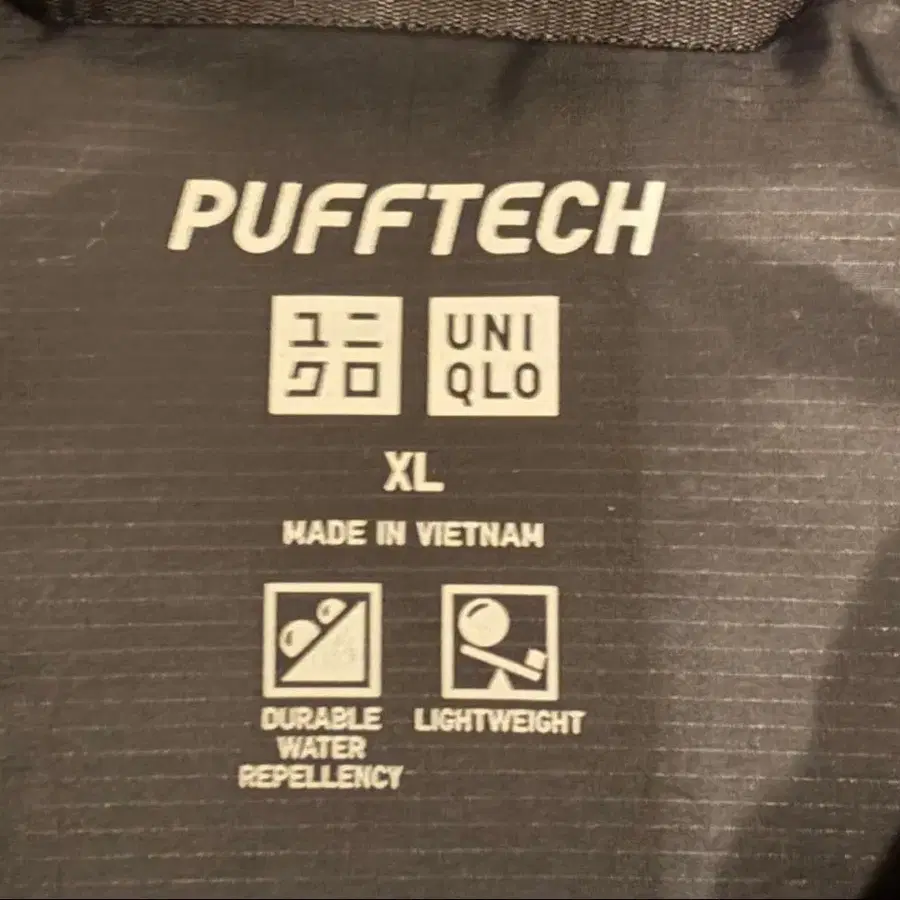 PUFFTECH
ユニ
クロ
UNI
QLO
XL
MADE IN VIETNAM
DURABLE
WATER
REPELLENCY
LIGHTWEIGHT